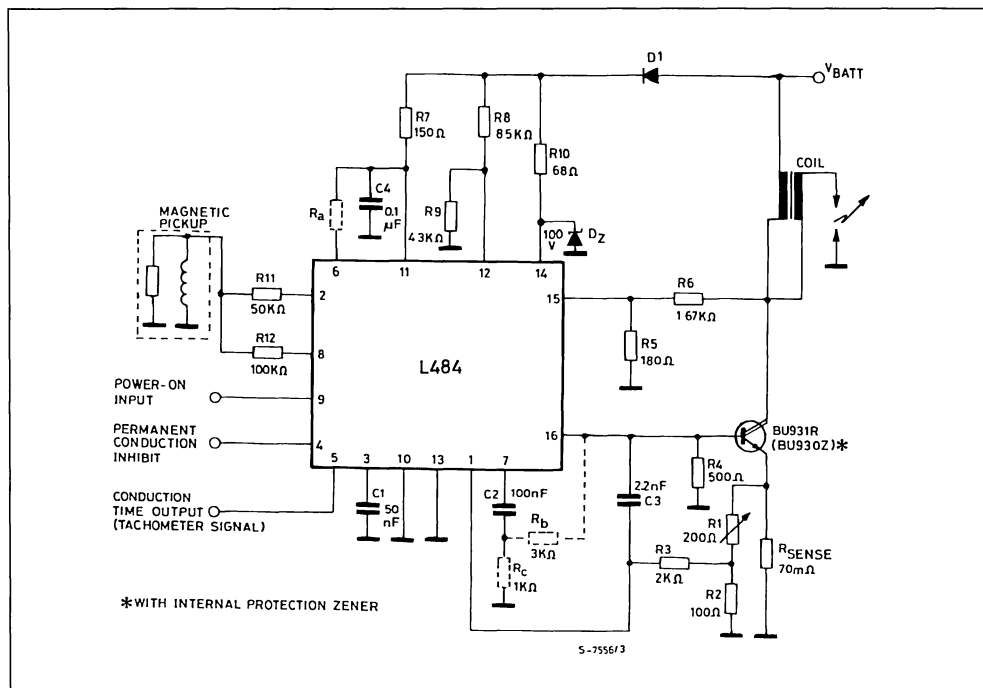 D1
VBATT
R7
150Ω
R8
85KΩ
R10
68Ω
COIL
Ra
C4
0.1
μF
R9
43KΩ
100
V
DZ
MAGNETIC
PICKUP
6
11
12
14
R11
50KΩ
2
15
R6
1 67KΩ
R12
100KΩ
8
R5
180Ω
L484
POWER-ON
INPUT
9
PERMANENT
CONDUCTION
INHIBIT
4
16
BU931R
(BU930Z)*
R4
500Ω
5
3
10
13
1
7
CONDUCTION
TIME OUTPUT
(TACHOMETER SIGNAL)
C1
50
nF
C2
100nF
2.2nF
C3
Rb
3KΩ
R1
200Ω
RSENSE
70mΩ
R3
2KΩ
Rc
1KΩ
R2
100Ω
*WITH INTERNAL PROTECTION ZENER
S-7556/3